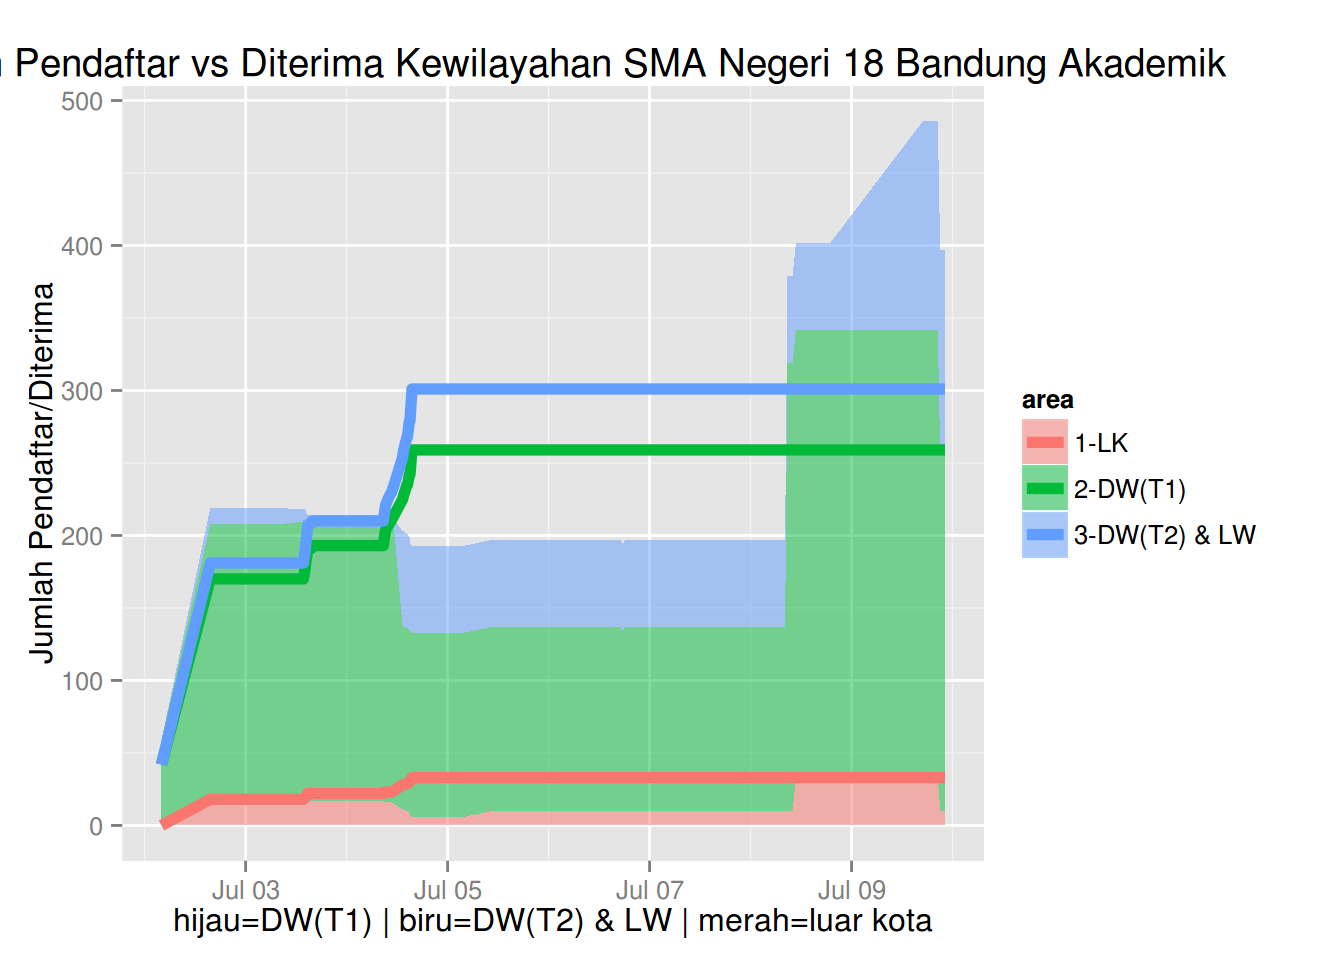 Pendaftar vs Diterima Kewilayahan SMA Negeri 18 Bandung Akademik
500
400
300
200
100
0
Jumlah Pendaftar/Diterima
Jul 03
Jul 05
Jul 07
Jul 09
hijau=DW(T1) | biru=DW(T2) & LW | merah=luar kota
area
1-LK
2-DW(T1)
3-DW(T2) & LW